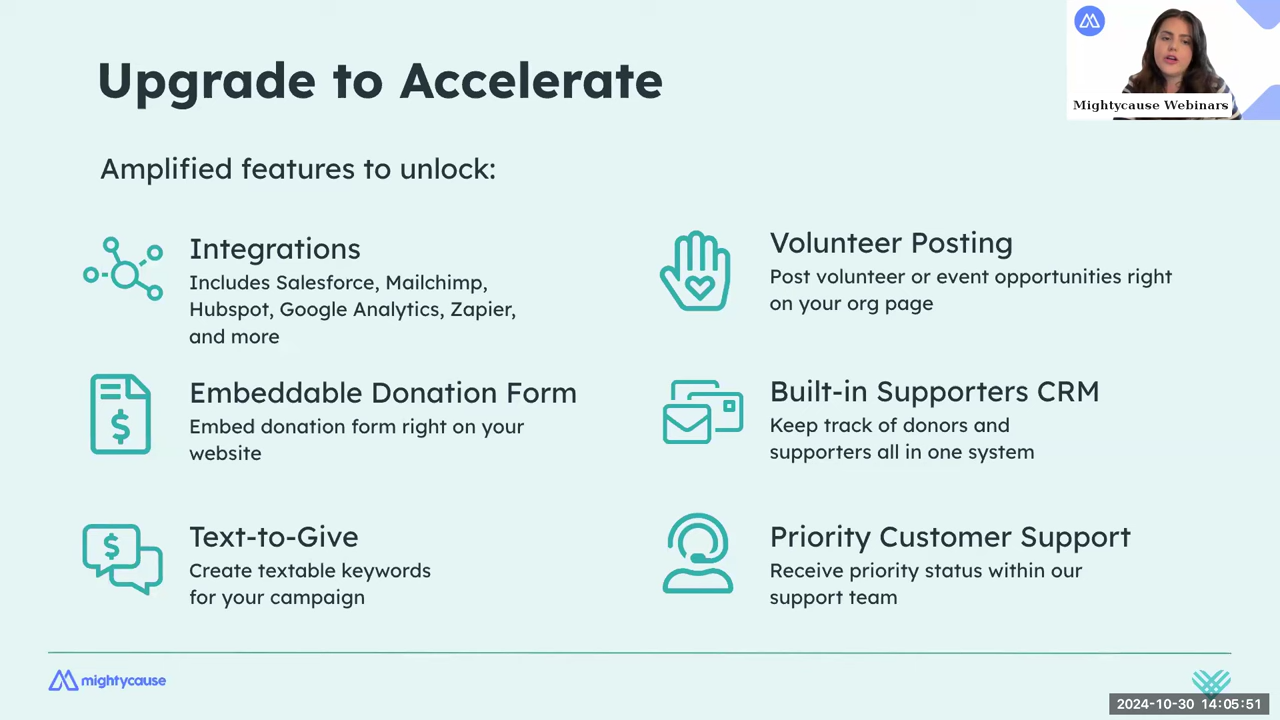 Upgrade to Accelerate
Mightycause Webinars
Amplified features to unlock:
Integrations
Includes Salesforce, Mailchimp,
Hubspot, Google Analytics, Zapier,
and more
Volunteer Posting
Post volunteer or event opportunities right
on your org page
$
Embeddable Donation Form
Embed donation form right on your
website
Built-in Supporters CRM
Keep track of donors and
supporters all in one system
$
Text-to-Give
Create textable keywords
for your campaign
Priority Customer Support
Receive priority status within our
support team
mightycause
2024-10-30 14:05:51